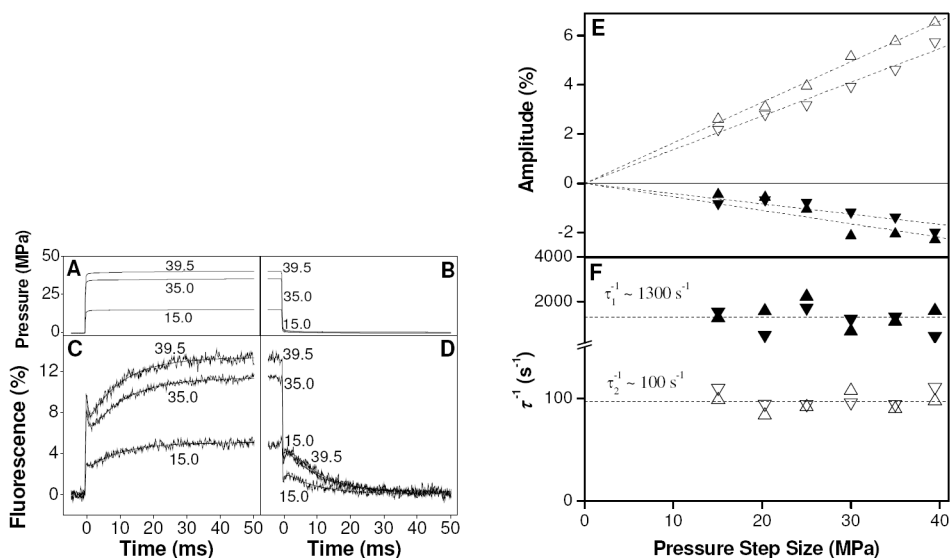 A
B
Pressure (MPa)
50
25
0
39.5
35.0
15.0
39.5
35.0
15.0
C
D
Fluorescence (%)
12
8
4
0
39.5
35.0
15.0
39.5
35.0
15.0
39.5
15.0
0 10 20 30 40 50
0 10 20 30 40 50
Time (ms)
Time (ms)
E
Amplitude (%)
6
4
2
0
-2
F
4000
2000
100
0
τ₁⁻¹ ~ 1300 s⁻¹
τ₂⁻¹ ~ 100 s⁻¹
τ⁻¹ (s⁻¹)
0 10 20 30 40
Pressure Step Size (MPa)